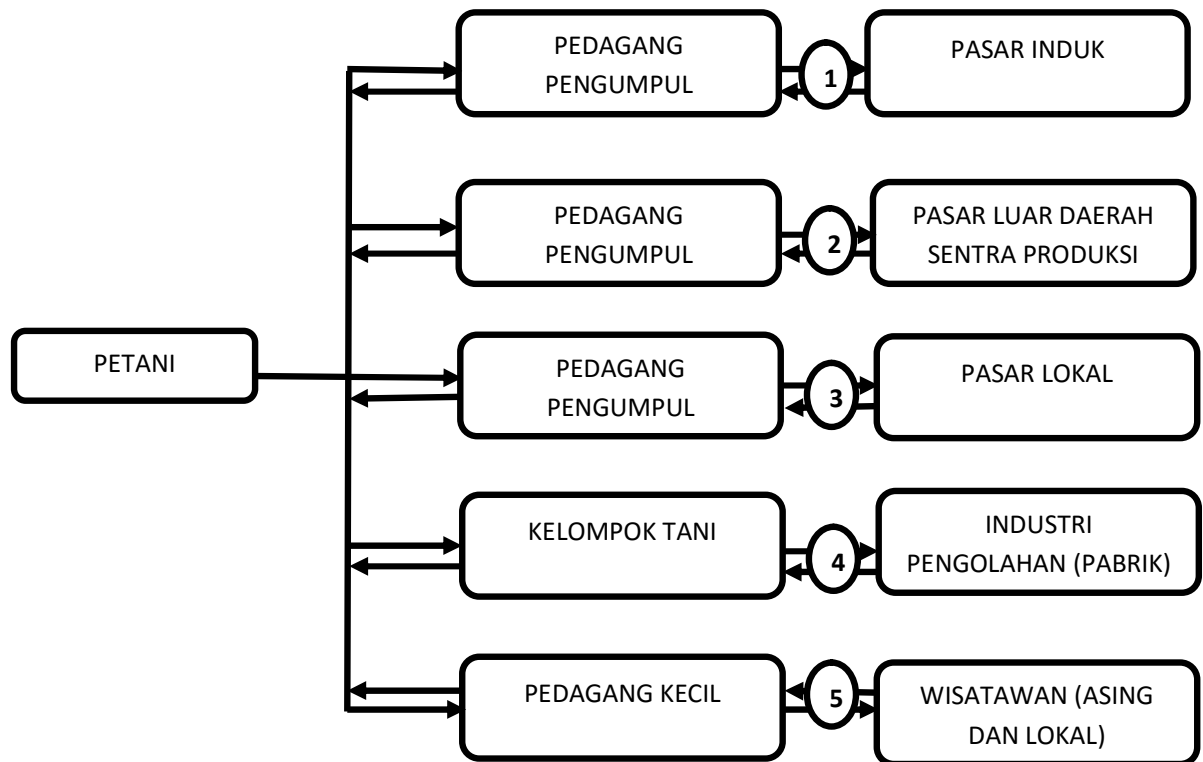 PEDAGANG
PENGUMPUL
1
PASAR INDUK
PEDAGANG
PENGUMPUL
2
PASAR LUAR DAERAH
SENTRA PRODUKSI
PETANI
PEDAGANG
PENGUMPUL
3
PASAR LOKAL
KELOMPOK TANI
4
INDUSTRI
PENGOLAHAN (PABRIK)
PEDAGANG KECIL
5
WISATAWAN (ASING
DAN LOKAL)